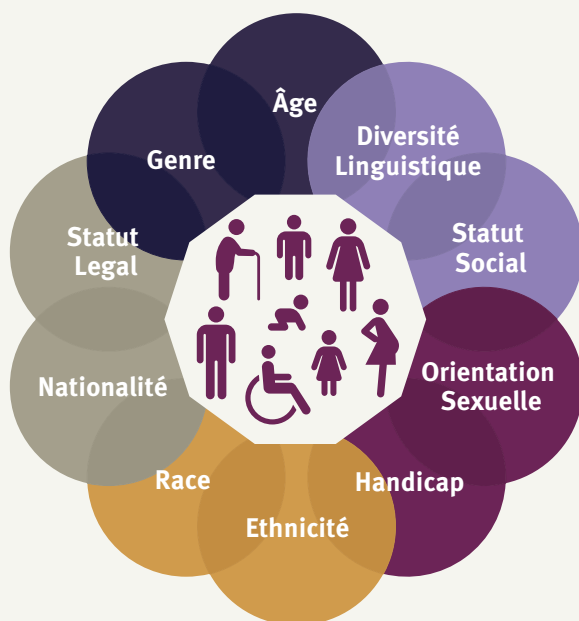 Âge
Diversité
Linguistique
Statut
Social
Orientation
Sexuelle
Handicap
Ethnicité
Race
Nationalité
Statut
Legal
Genre